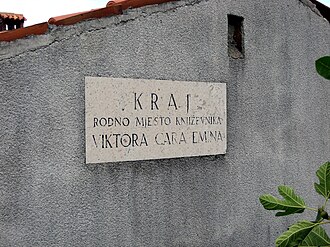 KRAJ
RODNO MJESTO KNJIŽEVNIKA
VIKTORA CARA EMINA